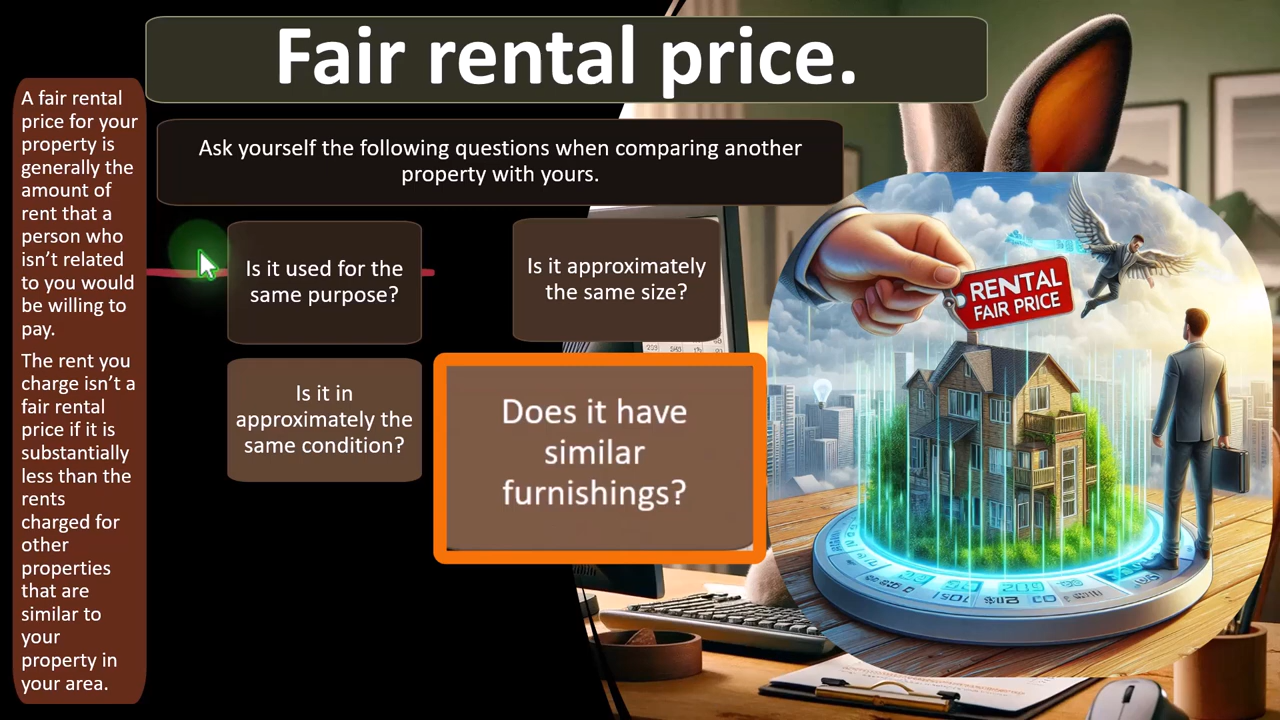 Fair rental price.
A fair rental
price for your
property is
generally the
amount of
rent that a
person who
isn't related
to you would
be willing to
pay.
The rent you
charge isn't a
fair rental
price if it is
substantially
less than the
rents
charged for
other
properties
that are
similar to
your
property in
your area.
Ask yourself the following questions when comparing another
property with yours.
Is it used for the
same purpose?
Is it approximately
the same size?
Is it in
approximately the
same condition?
Does it have
similar
furnishings?
RENTAL
FAIR PRICE